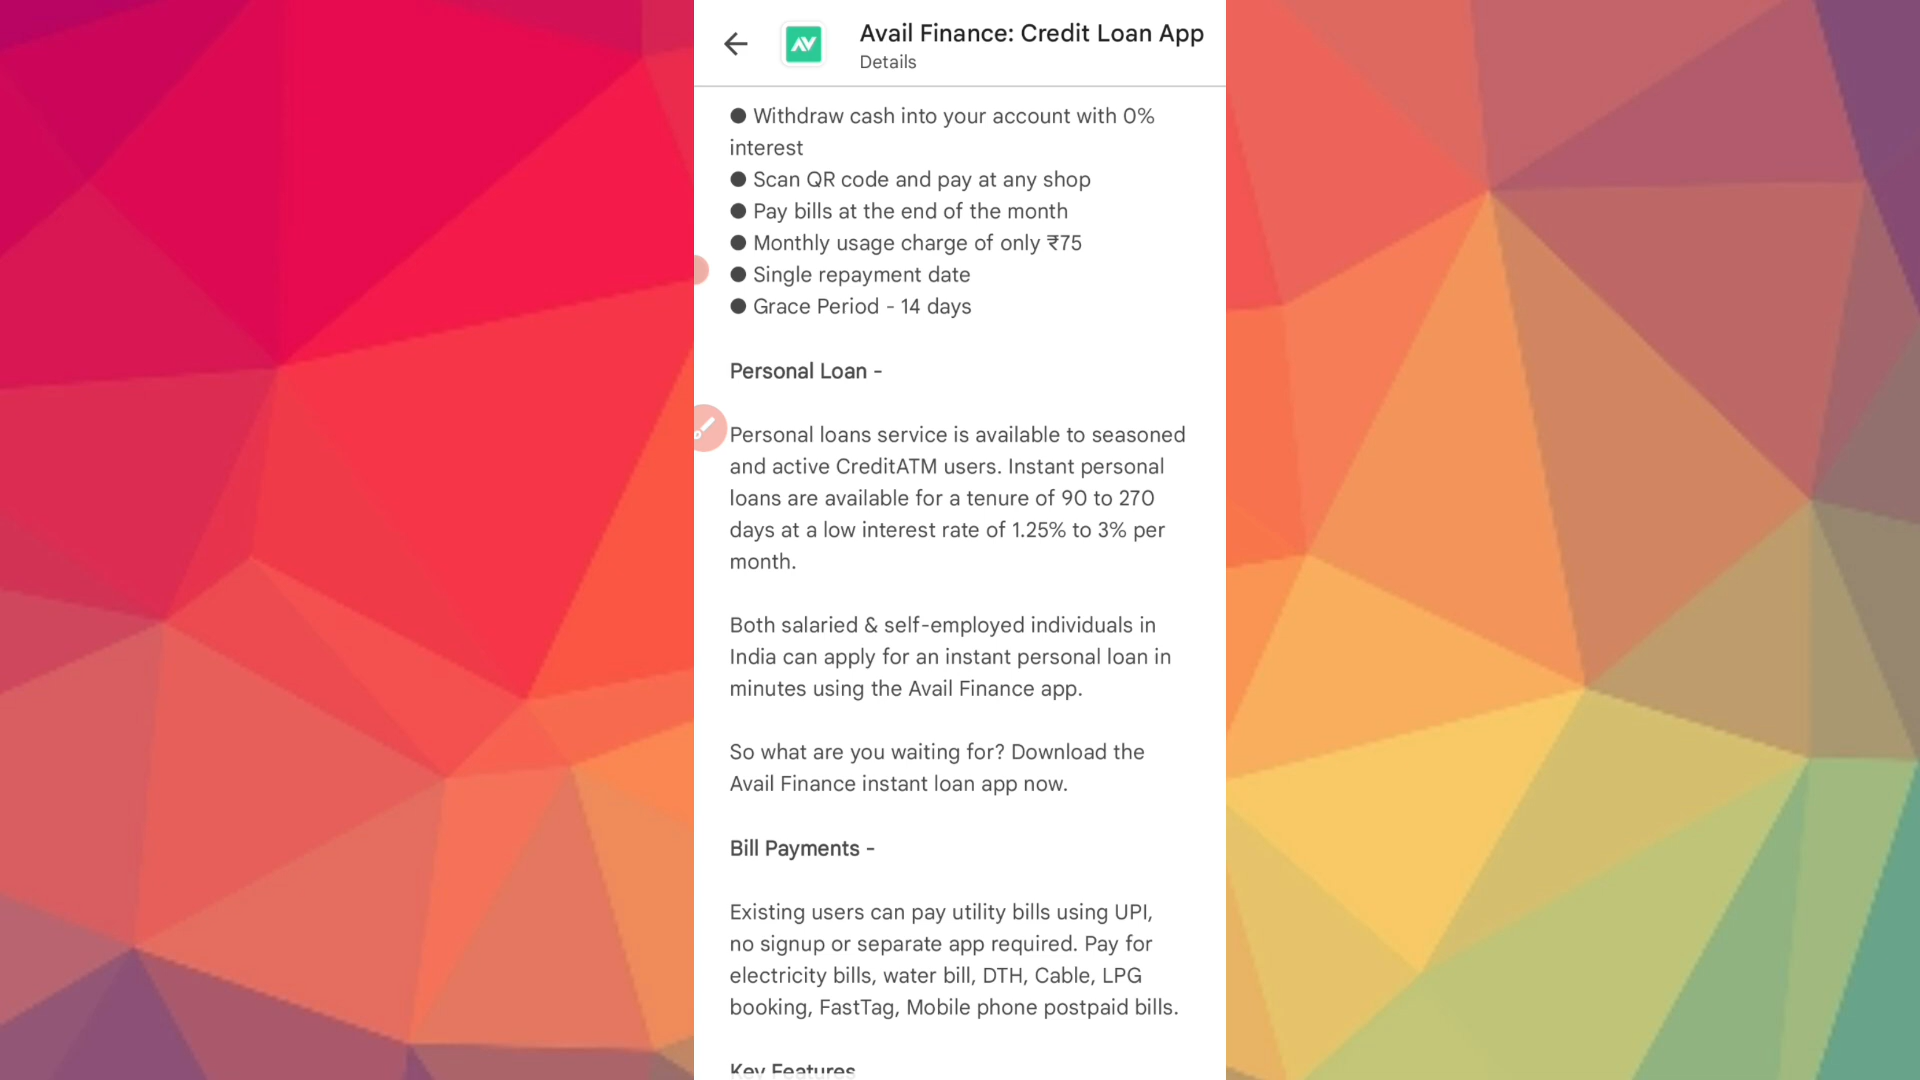 Avail Finance: Credit Loan App
Details
● Withdraw cash into your account with 0%
interest
● Scan QR code and pay at any shop
● Pay bills at the end of the month
● Monthly usage charge of only ₹75
● Single repayment date
● Grace Period - 14 days
Personal Loan -
Personal loans service is available to seasoned
and active CreditATM users. Instant personal
loans are available for a tenure of 90 to 270
days at a low interest rate of 1.25% to 3% per
month.
Both salaried & self-employed individuals in
India can apply for an instant personal loan in
minutes using the Avail Finance app.
So what are you waiting for? Download the
Avail Finance instant loan app now.
Bill Payments -
Existing users can pay utility bills using UPI,
no signup or separate app required. Pay for
electricity bills, water bill, DTH, Cable, LPG
booking, FastTag, Mobile phone postpaid bills.
Key Features